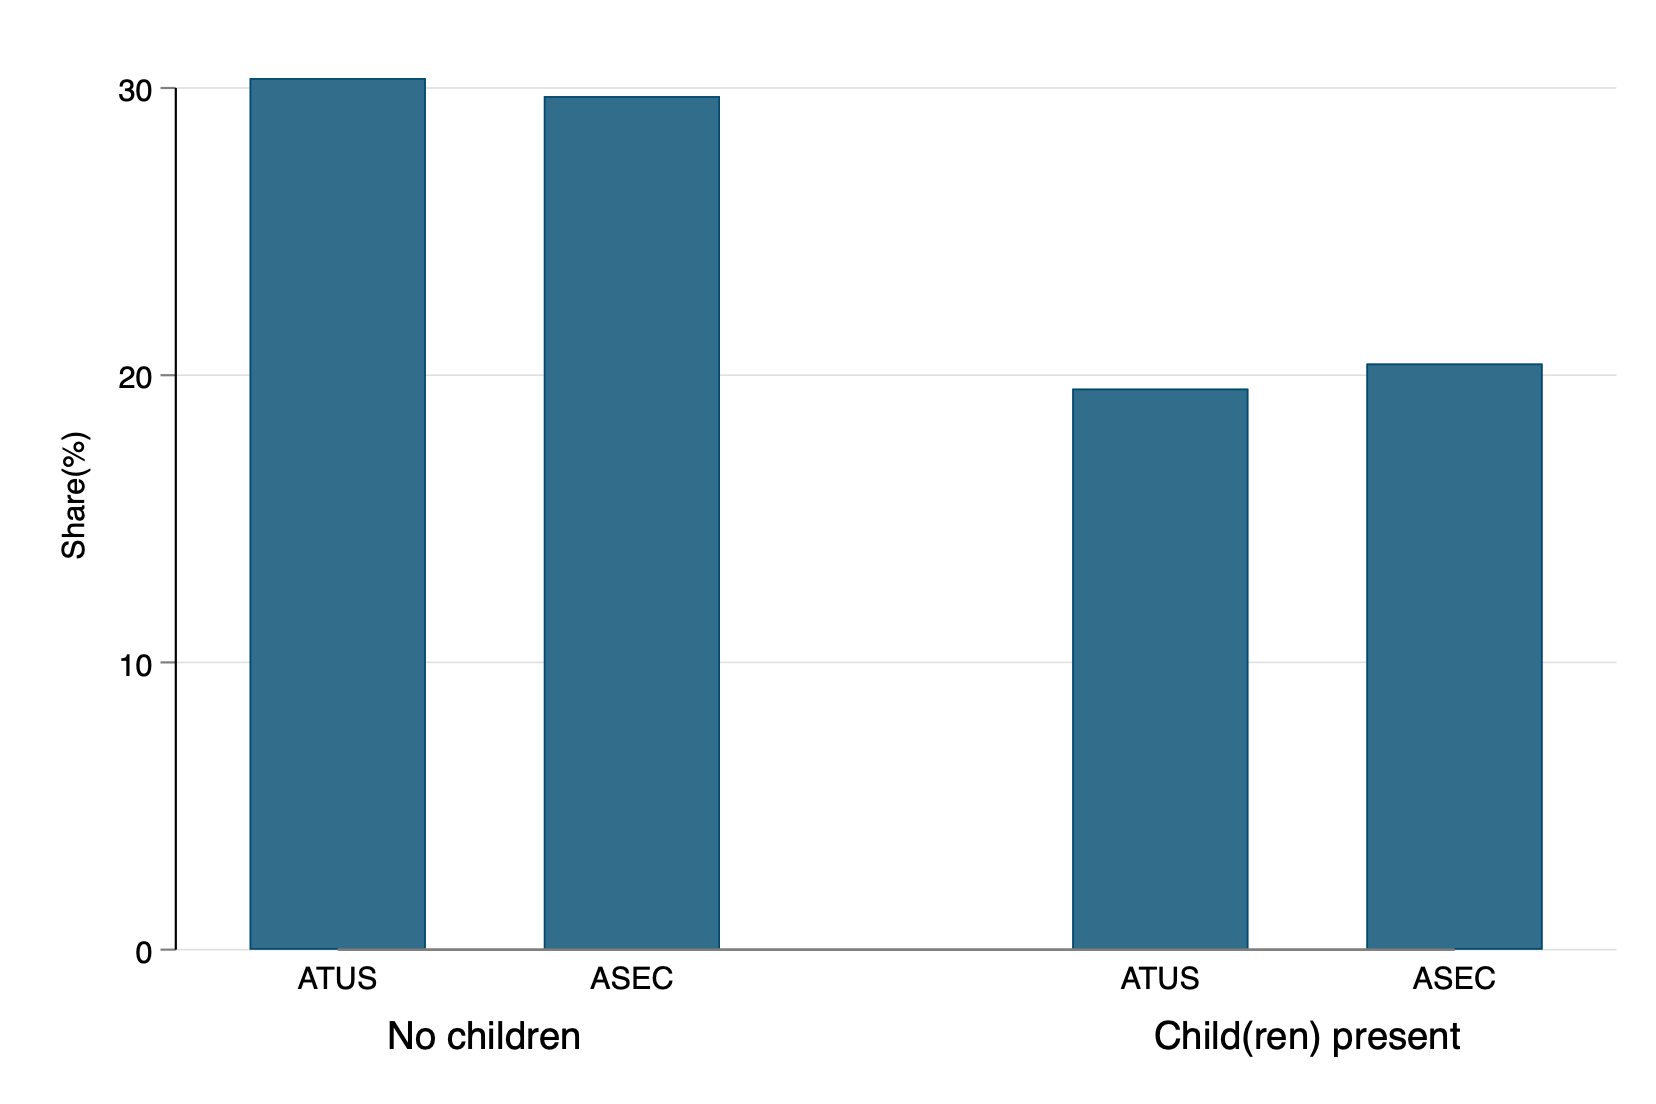 30
20
10
0
Share(%)
ATUS ASEC ATUS ASEC
No children Child(ren) present